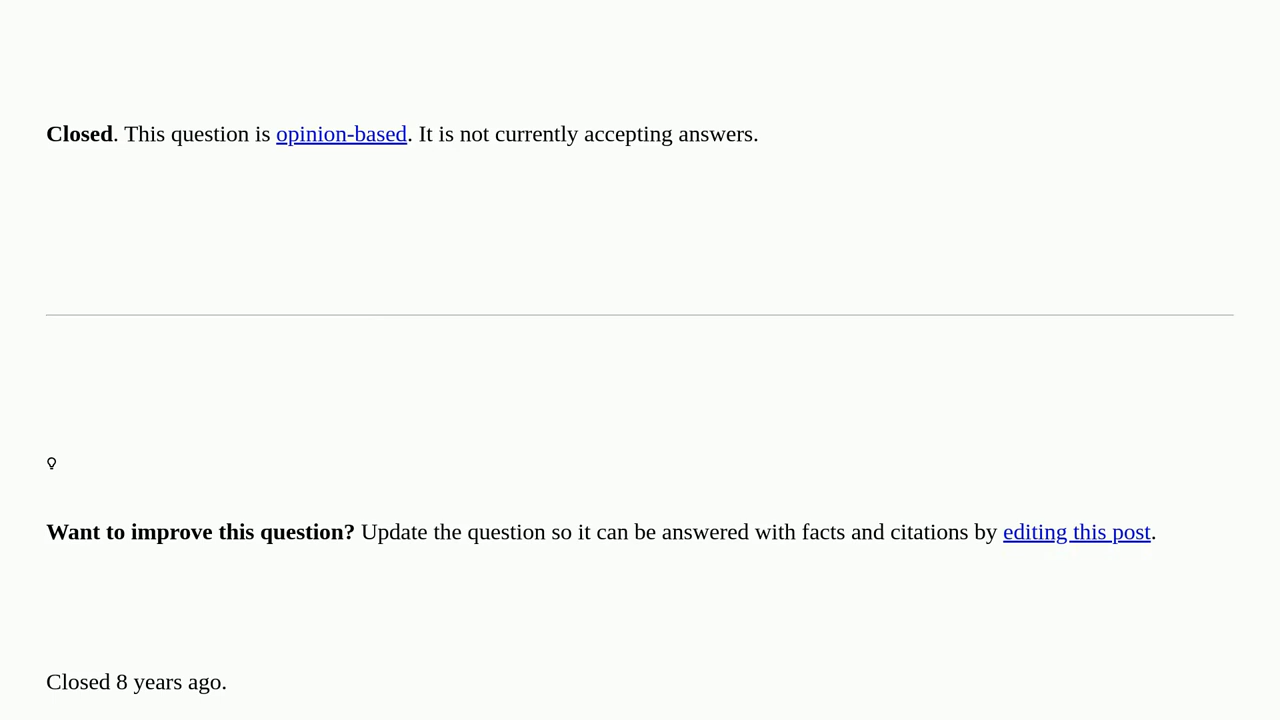 Closed. This question is opinion-based. It is not currently accepting answers.
Want to improve this question? Update the question so it can be answered with facts and citations by editing this post.
Closed 8 years ago.